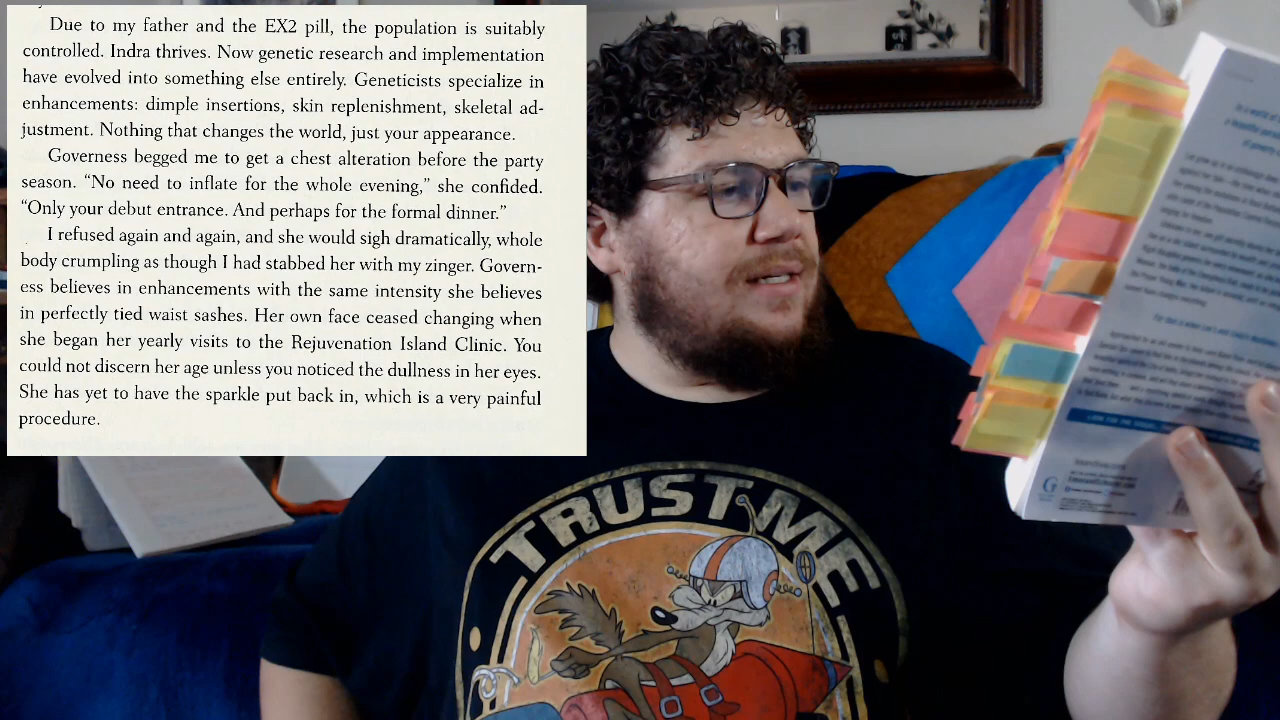 Due to my father and the EX2 pill, the population is suitably
controlled. Indra thrives. Now genetic research and implementation
have evolved into something else entirely. Geneticists specialize in
enhancements: dimple insertions, skin replenishment, skeletal ad-
justment. Nothing that changes the world, just your appearance.
Governess begged me to get a chest alteration before the party
season. “No need to inflate for the whole evening,” she confided.
“Only your debut entrance. And perhaps for the formal dinner.”
I refused again and again, and she would sigh dramatically, whole
body crumpling as though I had stabbed her with my zinger. Govern-
ess believes in enhancements with the same intensity she believes
in perfectly tied waist sashes. Her own face ceased changing when
she began her yearly visits to the Rejuvenation Island Clinic. You
could not discern her age unless you noticed the dullness in her eyes.
She has yet to have the sparkle put back in, which is a very painful
procedure.
TRUST ME